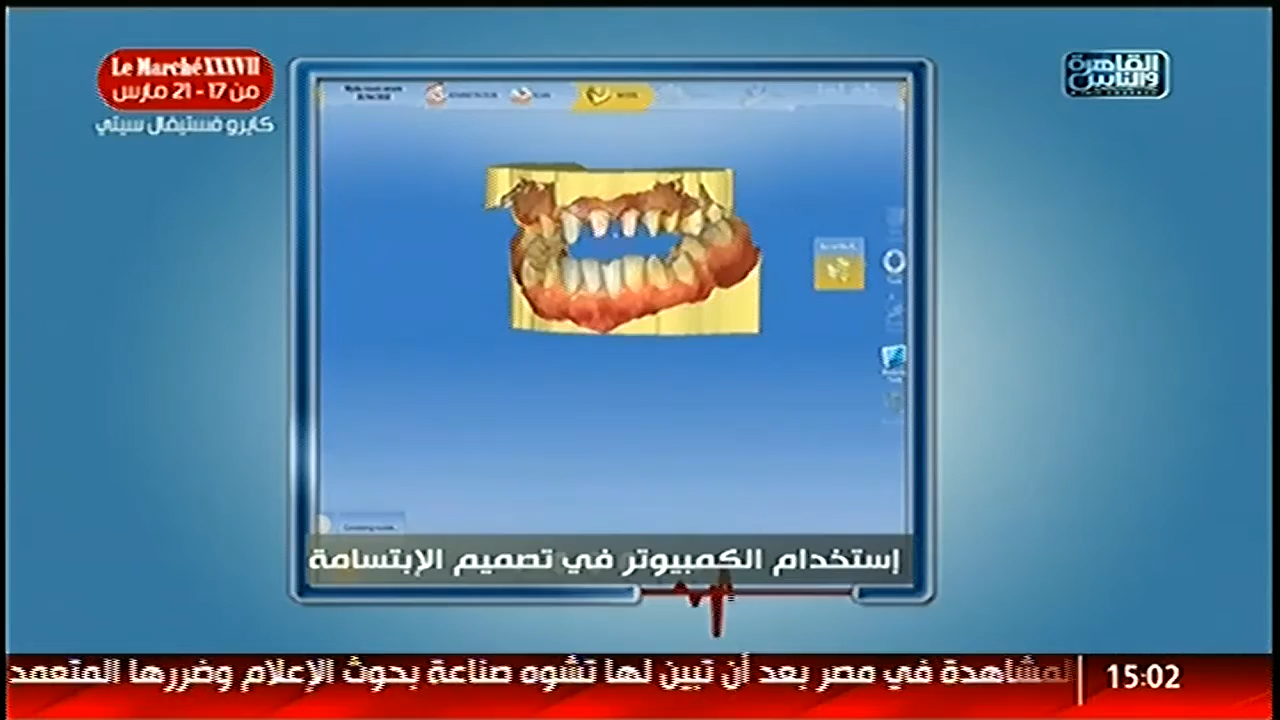 Le Marché XXXVII
من 17 - 21 مارس
كايرو فستيفال سيتي
القاهرة
والناس
إستخدام الكمبيوتر في تصميم الإبتسامة
المشاهدة في مصر بعد أن تبين لها تشوه صناعة بحوث الإعلام وضررها المتعمد
15:02